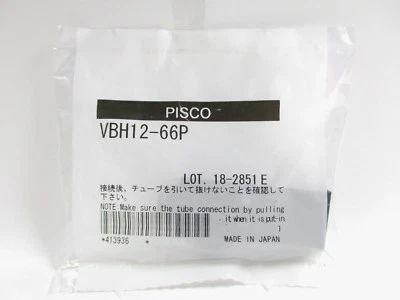 PISCO
VBH12-66P
LOT. 18-2851 E
接続後、チューブを引いて抜けないことを確認して
下さい。
NOTE.Make sure the tube connection by pulling
it when it is put-in
1
*413936 *
MADE IN JAPAN